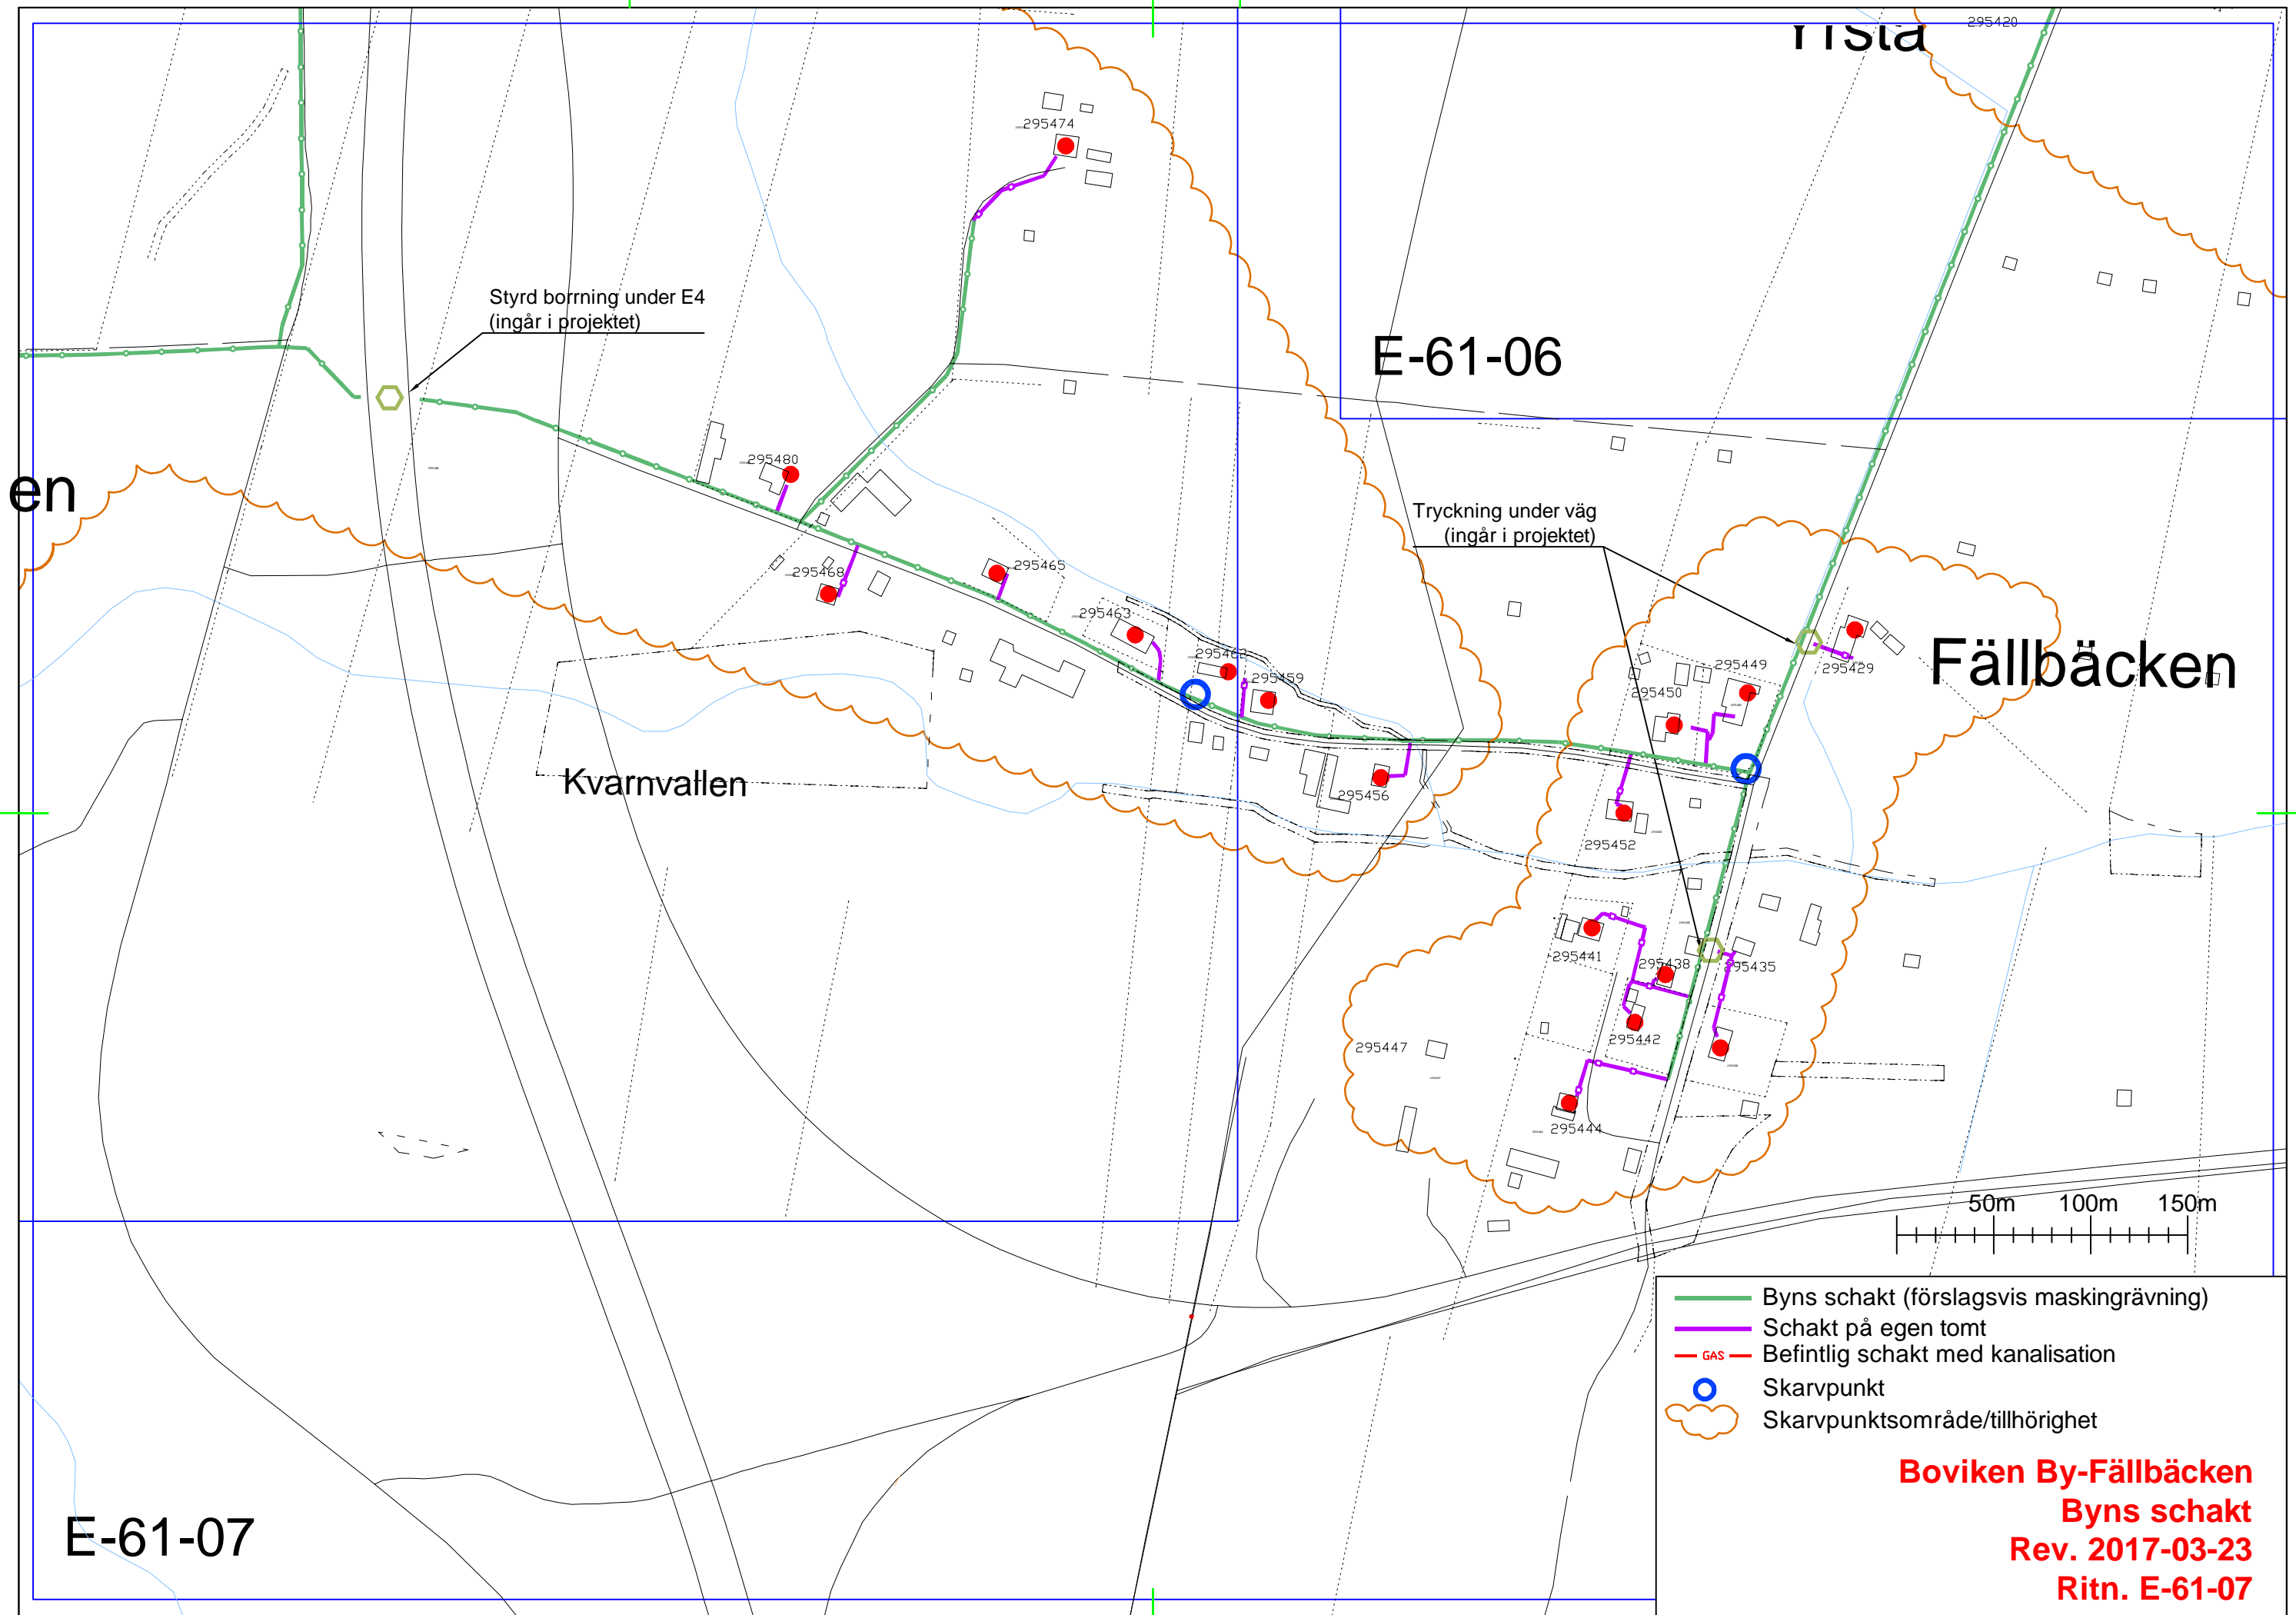 Yrsta
295420
295474
Styrd borrning under E4
(ingår i projektet)
E-61-06
en
295480
Tryckning under väg
(ingår i projektet)
295468
295465
295463
295462
295459
295449
295450
295429
Fällbäcken
Kvarnvallen
295456
295452
295441
295438
295435
295442
295447
295444
50m 100m 150m
Byns schakt (förslagsvis maskingrävning)
Schakt på egen tomt
GAS Befintlig schakt med kanalisation
Skarvpunkt
Skarvpunktsområde/tillhörighet
Boviken By-Fällbäcken
Byns schakt
Rev. 2017-03-23
Ritn. E-61-07
E-61-07